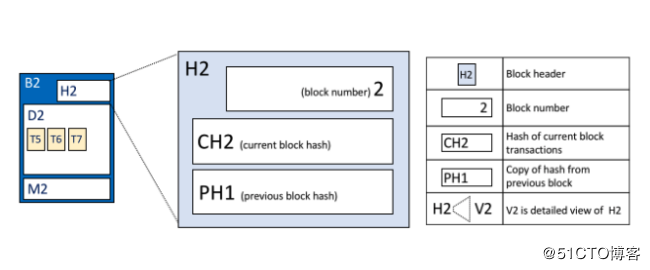 B2
H2
D2
T5 T6 T7
M2
H2
(block number) 2
CH2 (current block hash)
PH1 (previous block hash)
H2 Block header
2 Block number
CH2 Hash of current block
transactions
PH1 Copy of hash from
previous block
H2 V2 V2 is detailed view of H2
@51CTO博客